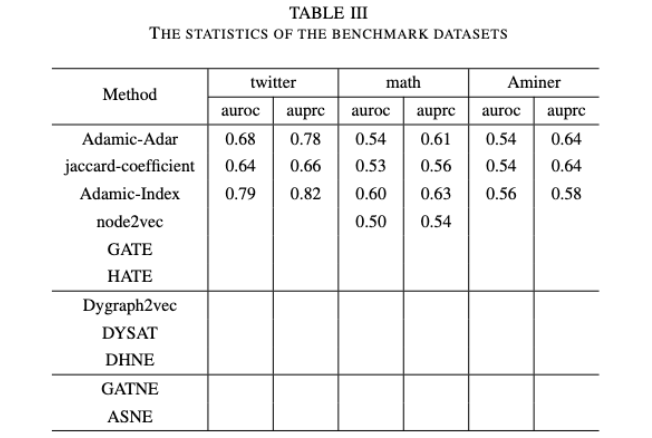 TABLE III
THE STATISTICS OF THE BENCHMARK DATASETS
Method twitter math Aminer
auroc auprc auroc auprc auroc auprc
Adamic-Adar 0.68 0.78 0.54 0.61 0.54 0.64
jaccard-coefficient 0.64 0.66 0.53 0.56 0.54 0.64
Adamic-Index 0.79 0.82 0.60 0.63 0.56 0.58
node2vec 0.50 0.54
GATE
HATE
Dygraph2vec
DYSAT
DHNE
GATNE
ASNE